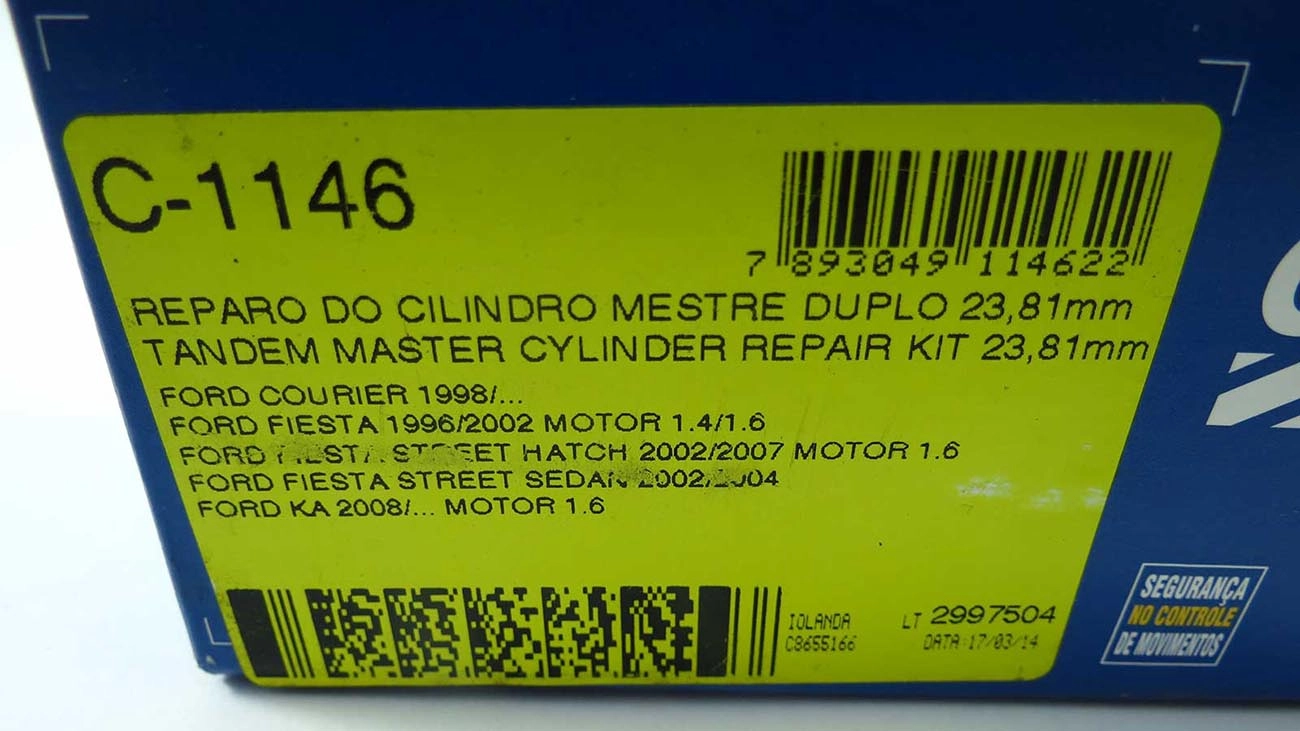 C-1146
7 893049 114622
REPARO DO CILINDRO MESTRE DUPLO 23,81mm
TANDEM MASTER CYLINDER REPAIR KIT 23,81mm
FORD COURIER 1998/...
FORD FIESTA 1996/2002 MOTOR 1.4/1.6
FORD FIESTA STREET HATCH 2002/2007 MOTOR 1.6
FORD FIESTA STREET SEDAN 2002/2004
FORD KA 2008/... MOTOR 1.6
IOLANDA LT 2997504
C8655166 DATA:17/03/14
SEGURANÇA
NO CONTROLE
DE MOVIMENTOS